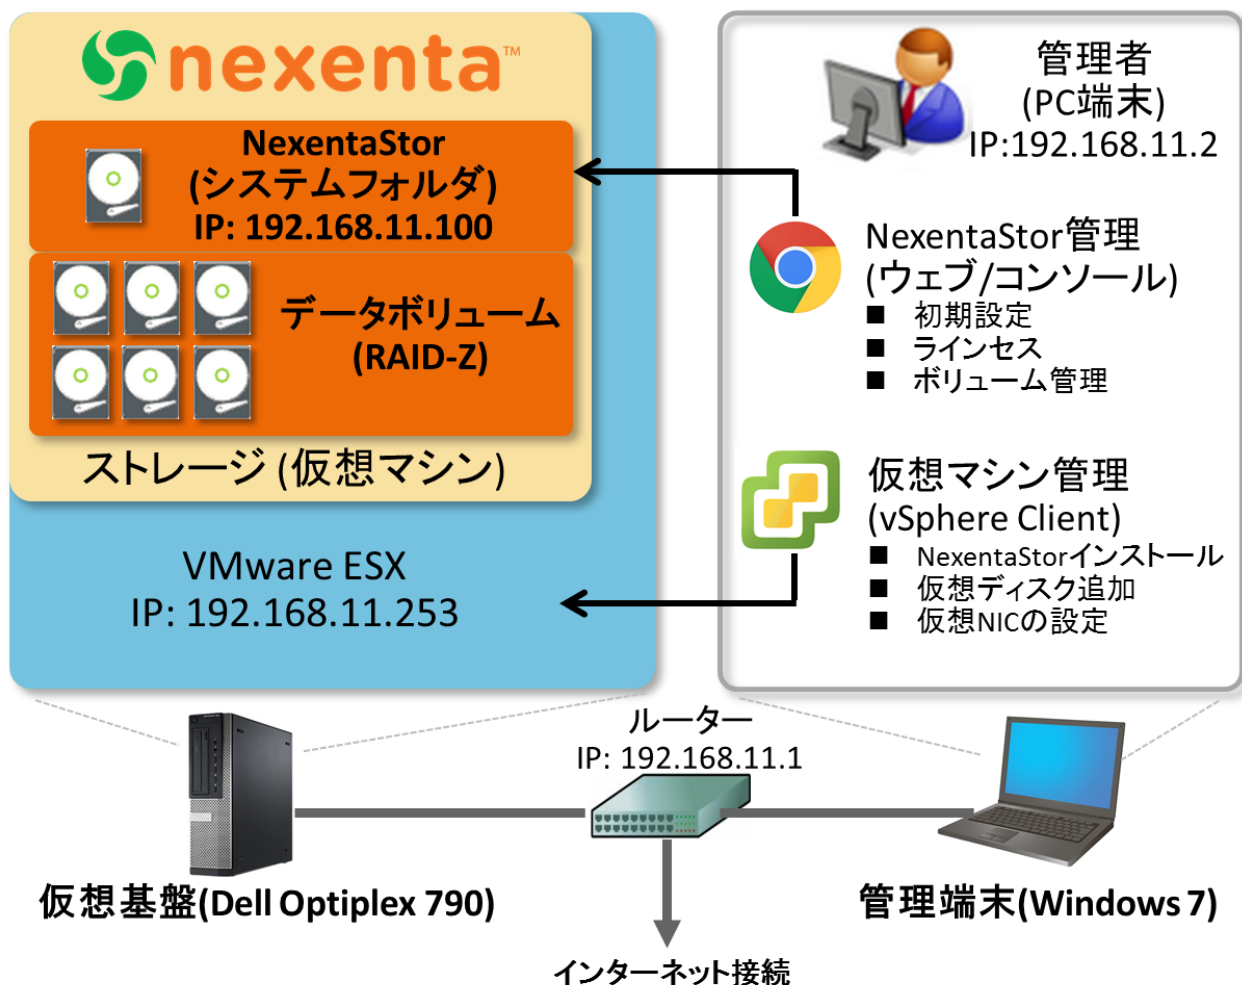 nexenta™
NexentaStor
(システムフォルダ)
IP: 192.168.11.100
データボリューム
(RAID-Z)
ストレージ (仮想マシン)
VMware ESX
IP: 192.168.11.253
管理者
(PC端末)
IP:192.168.11.2
NexentaStor管理
(ウェブ/コンソール)
■ 初期設定
■ ラインセス
■ ボリューム管理
仮想マシン管理
(vSphere Client)
■ NexentaStorインストール
■ 仮想ディスク追加
■ 仮想NICの設定
ルーター
IP: 192.168.11.1
仮想基盤(Dell Optiplex 790)
管理端末(Windows 7)
インターネット接続